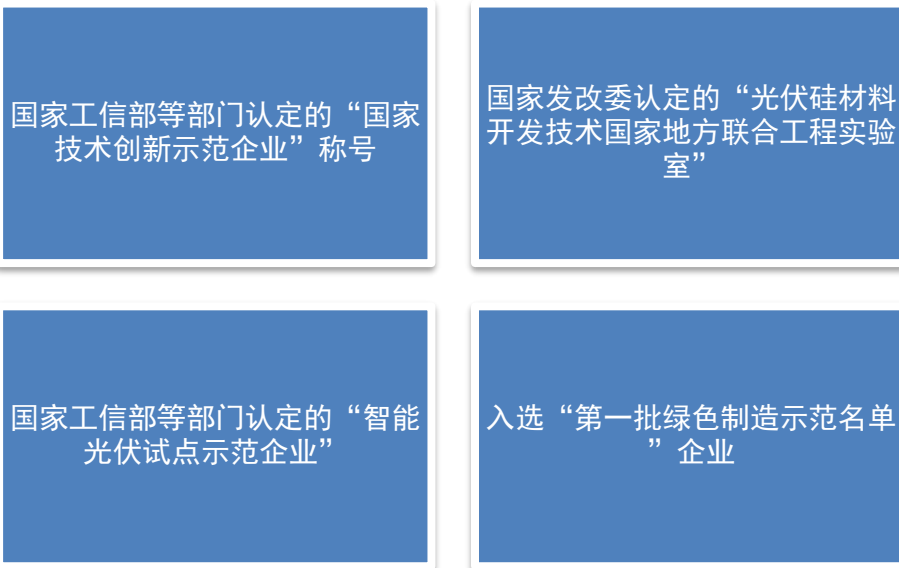 国家工信部等部门认定的“国家
技术创新示范企业”称号
国家发改委认定的“光伏硅材料
开发技术国家地方联合工程实验
室”
国家工信部等部门认定的“智能
光伏试点示范企业”
入选“第一批绿色制造示范名单
”企业